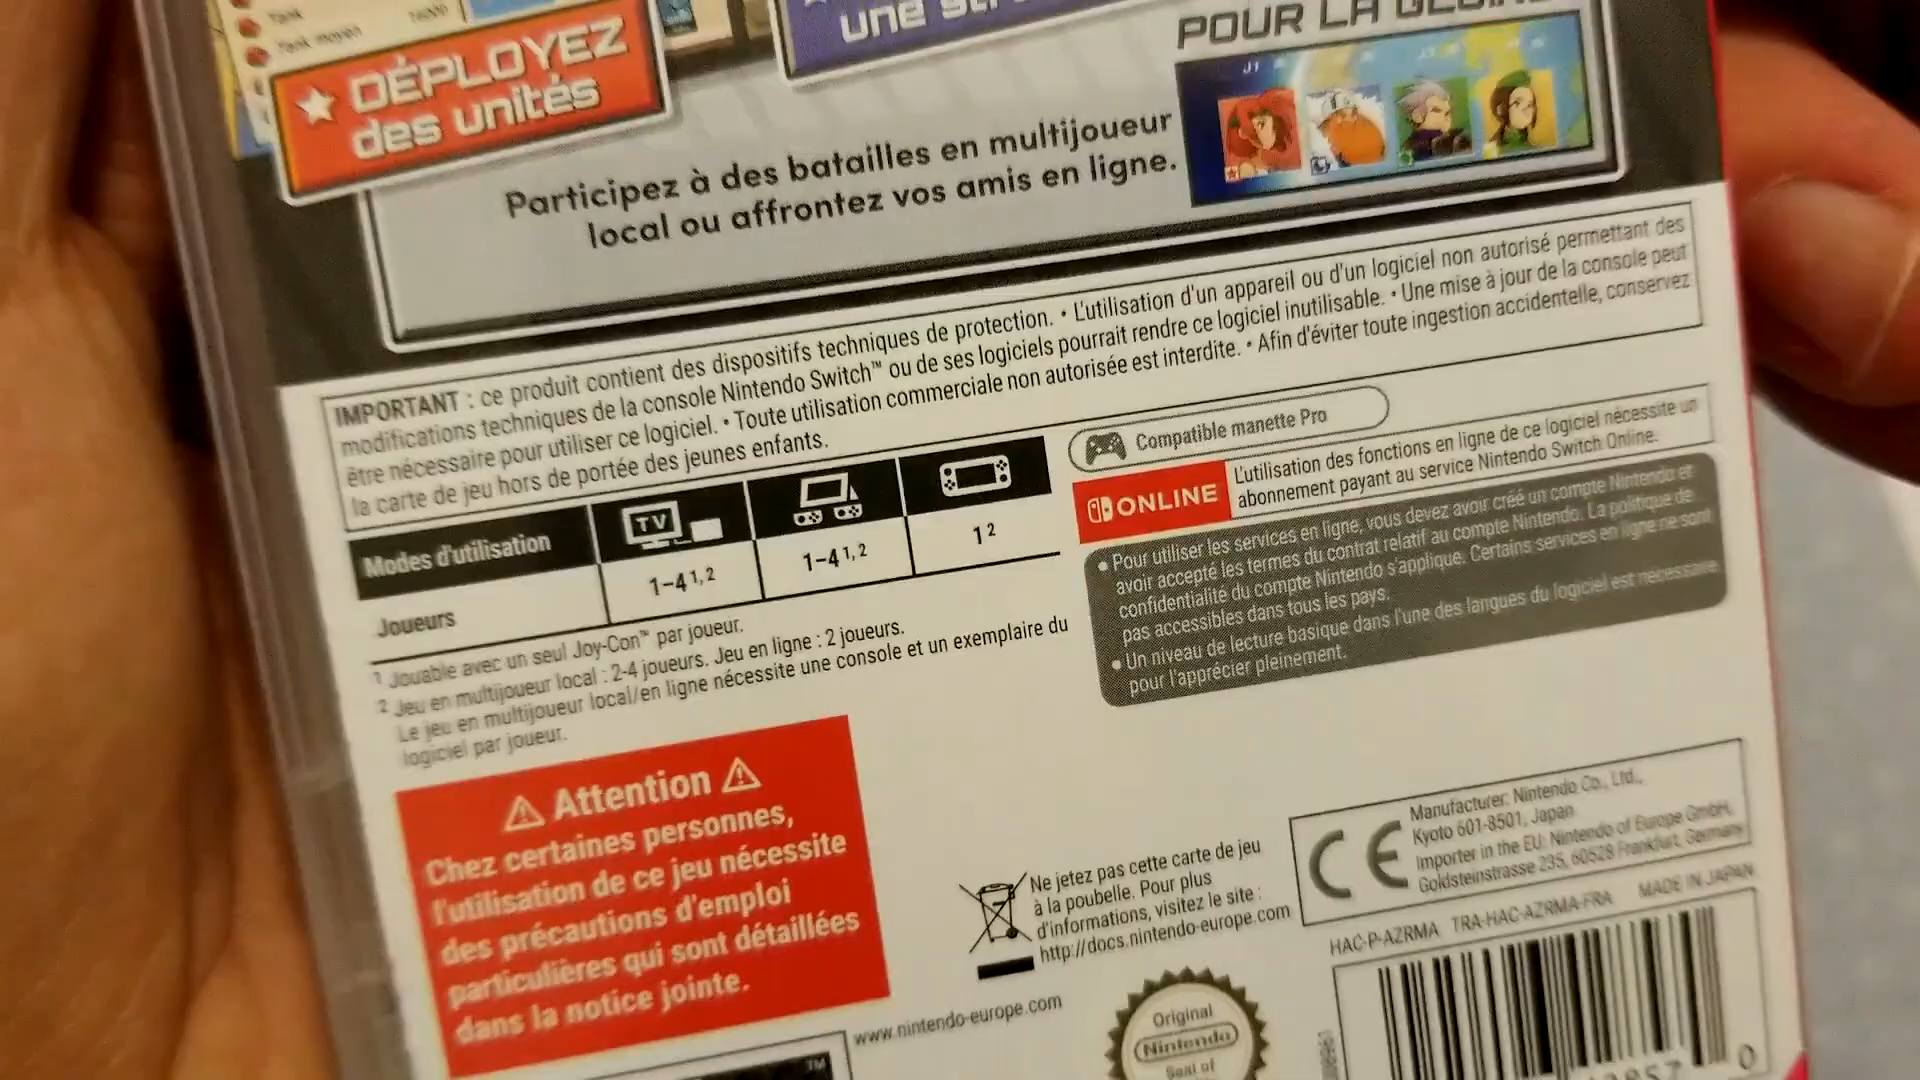 Tank
Tank moyen
★ DÉPLOYEZ
des unités
une
POUR LA
J1
Participez à des batailles en multijoueur
local ou affrontez vos amis en ligne.
IMPORTANT : ce produit contient des dispositifs techniques de protection. • L'utilisation d'un appareil ou d'un logiciel non autorisé permettant des
modifications techniques de la console Nintendo Switch™ ou de ses logiciels pourrait rendre ce logiciel inutilisable. • Une mise à jour de la console peut
être nécessaire pour utiliser ce logiciel. • Toute utilisation commerciale non autorisée est interdite. • Afin d'éviter toute ingestion accidentelle, conservez
la carte de jeu hors de portée des jeunes enfants.
Modes d'utilisation
TV
Joueurs
1-4 1, 2
1-4 1, 2
1 2
1 Jouable avec un seul Joy-Con™ par joueur.
2 Jeu en multijoueur local : 2-4 joueurs. Jeu en ligne : 2 joueurs.
Le jeu en multijoueur local/en ligne nécessite une console et un exemplaire du
logiciel par joueur.
Compatible manette Pro
ONLINE
L'utilisation des fonctions en ligne de ce logiciel nécessite un
abonnement payant au service Nintendo Switch Online.
• Pour utiliser les services en ligne, vous devez avoir créé un compte Nintendo et
avoir accepté les termes du contrat relatif au compte Nintendo. La politique de
confidentialité du compte Nintendo s'applique. Certains services en ligne ne sont
pas accessibles dans tous les pays.
• Un niveau de lecture basique dans l'une des langues du logiciel est nécessaire
pour l'apprécier pleinement.
⚠ Attention ⚠
Chez certaines personnes,
l'utilisation de ce jeu nécessite
des précautions d'emploi
particulières qui sont détaillées
dans la notice jointe.
Ne jetez pas cette carte de jeu
à la poubelle. Pour plus
d'informations, visitez le site :
http://docs.nintendo-europe.com
CE
Manufacturer: Nintendo Co., Ltd.,
Kyoto 601-8501, Japan
Importer in the EU: Nintendo of Europe GmbH,
Goldsteinstrasse 235, 60528 Frankfurt, Germany
HAC-P-AZRMA TRA-HAC-AZRMA-FRA MADE IN JAPAN
www.nintendo-europe.com
Original
Nintendo
Seal of
TM
0